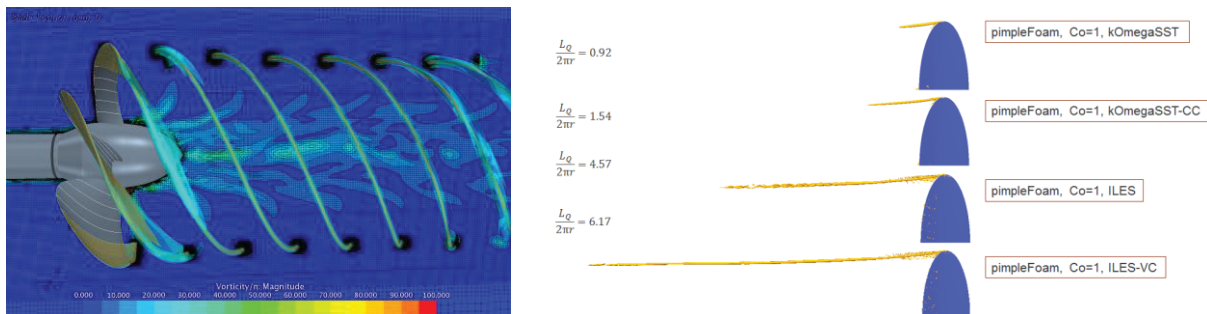 Vorticity/n: Magnitude
0.000 10.000 20.000 30.000 40.000 50.000 60.000 70.000 80.000 90.000 100.000
L_Q/2πr = 0.92
pimpleFoam, Co=1, kOmegaSST
L_Q/2πr = 1.54
pimpleFoam, Co=1, kOmegaSST-CC
L_Q/2πr = 4.57
pimpleFoam, Co=1, ILES
L_Q/2πr = 6.17
pimpleFoam, Co=1, ILES-VC